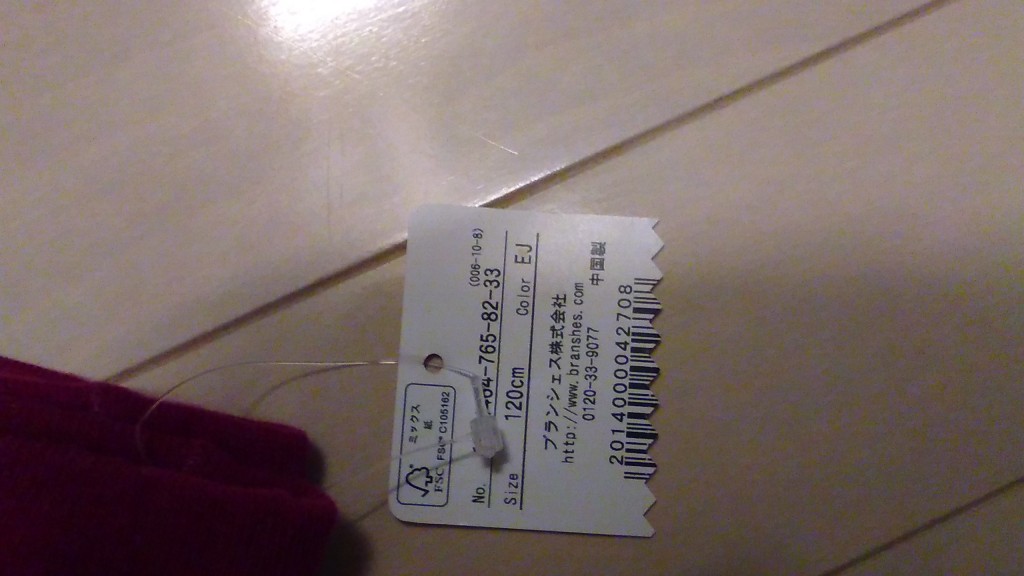 ミックス
紙
FSC
FSC™ C105162
(006-10-8)
No. 04-765-82-33
Size 120cm Color EJ
ブランシェス株式会社
http://www.branshes.com
0120-33-9077 中国製
2014000042708